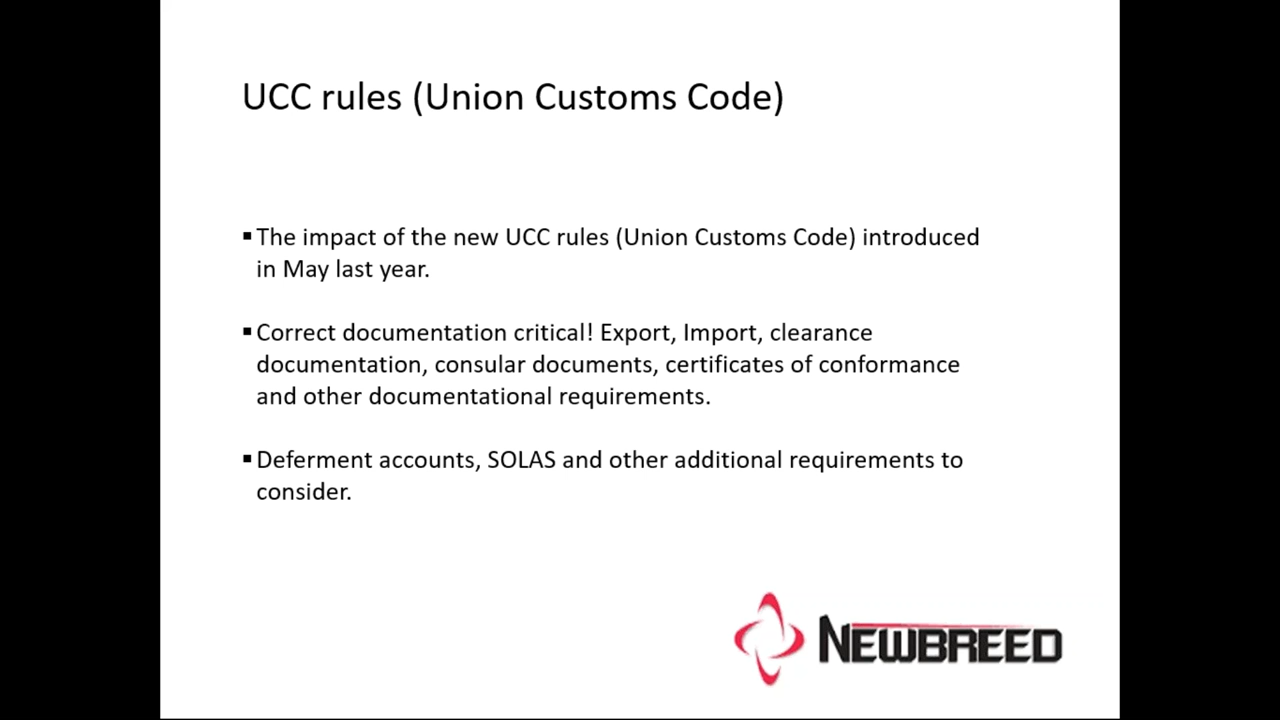 UCC rules (Union Customs Code)
▪The impact of the new UCC rules (Union Customs Code) introduced
in May last year.
▪Correct documentation critical! Export, Import, clearance
documentation, consular documents, certificates of conformance
and other documentational requirements.
▪Deferment accounts, SOLAS and other additional requirements to
consider.
NEWBREED